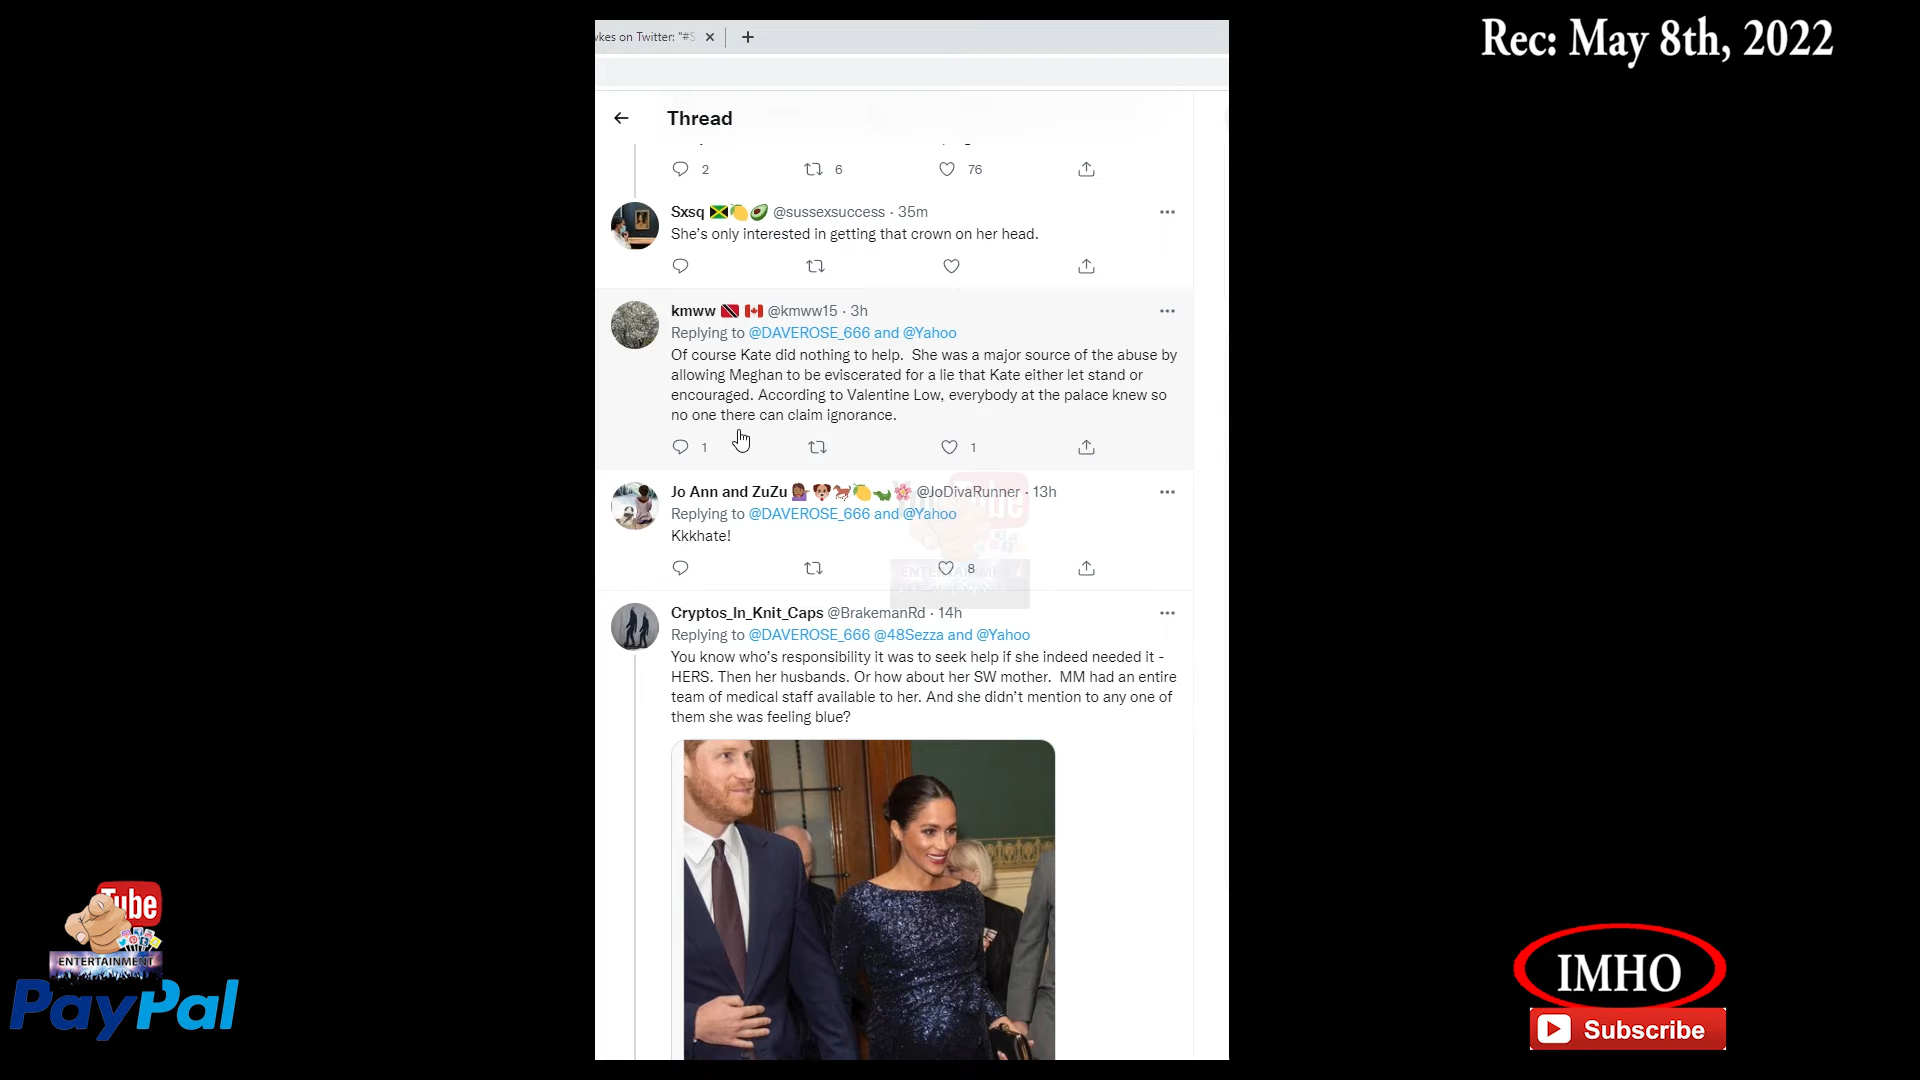 Rec: May 8th, 2022
wkes on Twitter: "#S
Thread
2 6 76
Sxsq @sussexsuccess · 35m
She's only interested in getting that crown on her head.
kmww @kmww15 · 3h
Replying to @DAVEROSE_666 and @Yahoo
Of course Kate did nothing to help. She was a major source of the abuse by
allowing Meghan to be eviscerated for a lie that Kate either let stand or
encouraged. According to Valentine Low, everybody at the palace knew so
no one there can claim ignorance.
1 1
Jo Ann and ZuZu @JoDivaRunner · 13h
Replying to @DAVEROSE_666 and @Yahoo
Kkkhate!
8
Cryptos_In_Knit_Caps @BrakemanRd · 14h
Replying to @DAVEROSE_666 @48Sezza and @Yahoo
You know who's responsibility it was to seek help if she indeed needed it -
HERS. Then her husbands. Or how about her SW mother. MM had an entire
team of medical staff available to her. And she didn't mention to any one of
them she was feeling blue?
Tube
ENTERTAINMENT
PayPal
IMHO
Subscribe